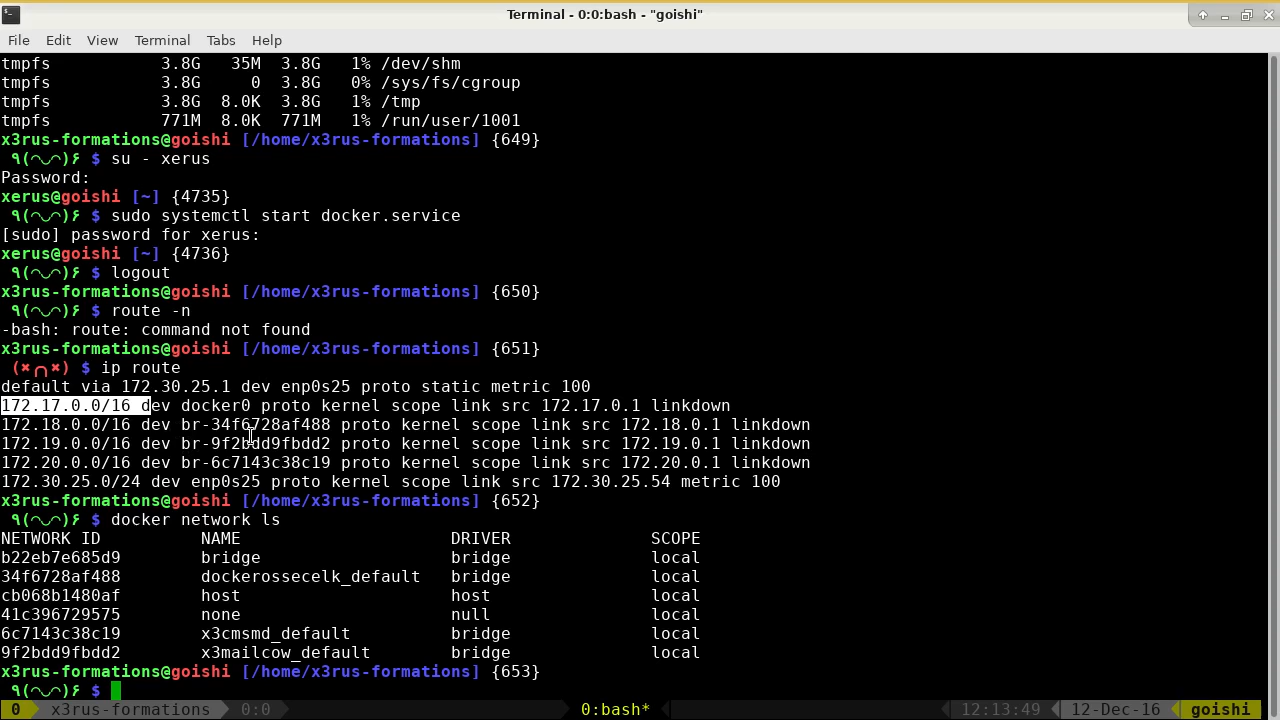 Terminal - 0:0:bash - "goishi"
File Edit View Terminal Tabs Help
tmpfs 3.8G 35M 3.8G 1% /dev/shm
tmpfs 3.8G 0 3.8G 0% /sys/fs/cgroup
tmpfs 3.8G 8.0K 3.8G 1% /tmp
tmpfs 771M 8.0K 771M 1% /run/user/1001
x3rus-formations@goishi [/home/x3rus-formations] {649}
٩(◠◡◠)۶ $ su - xerus
Password:
xerus@goishi [~] {4735}
٩(◠◡◠)۶ $ sudo systemctl start docker.service
[sudo] password for xerus:
xerus@goishi [~] {4736}
٩(◠◡◠)۶ $ logout
x3rus-formations@goishi [/home/x3rus-formations] {650}
٩(◠◡◠)۶ $ route -n
-bash: route: command not found
x3rus-formations@goishi [/home/x3rus-formations] {651}
(✖╭╮✖) $ ip route
default via 172.30.25.1 dev enp0s25 proto static metric 100
172.17.0.0/16 dev docker0 proto kernel scope link src 172.17.0.1 linkdown
172.18.0.0/16 dev br-34f6728af488 proto kernel scope link src 172.18.0.1 linkdown
172.19.0.0/16 dev br-9f2bdd9fbdd2 proto kernel scope link src 172.19.0.1 linkdown
172.20.0.0/16 dev br-6c7143c38c19 proto kernel scope link src 172.20.0.1 linkdown
172.30.25.0/24 dev enp0s25 proto kernel scope link src 172.30.25.54 metric 100
x3rus-formations@goishi [/home/x3rus-formations] {652}
٩(◠◡◠)۶ $ docker network ls
NETWORK ID NAME DRIVER SCOPE
b22eb7e685d9 bridge bridge local
34f6728af488 dockerossecelk_default bridge local
cb068b1480af host host local
41c396729575 none null local
6c7143c38c19 x3cmsmd_default bridge local
9f2bdd9fbdd2 x3mailcow_default bridge local
x3rus-formations@goishi [/home/x3rus-formations] {653}
٩(◠◡◠)۶ $
0 x3rus-formations 0:0 0:bash* 12:13:49 12-Dec-16 goishi